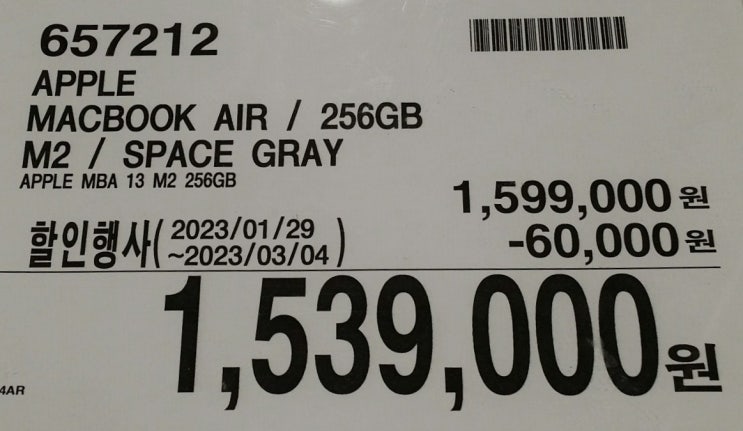 657212
APPLE
MACBOOK AIR / 256GB
M2 / SPACE GRAY
APPLE MBA 13 M2 256GB
1,599,000원
할인행사( 2023/01/29
~2023/03/04 )
-60,000원
1,539,000원
4AR